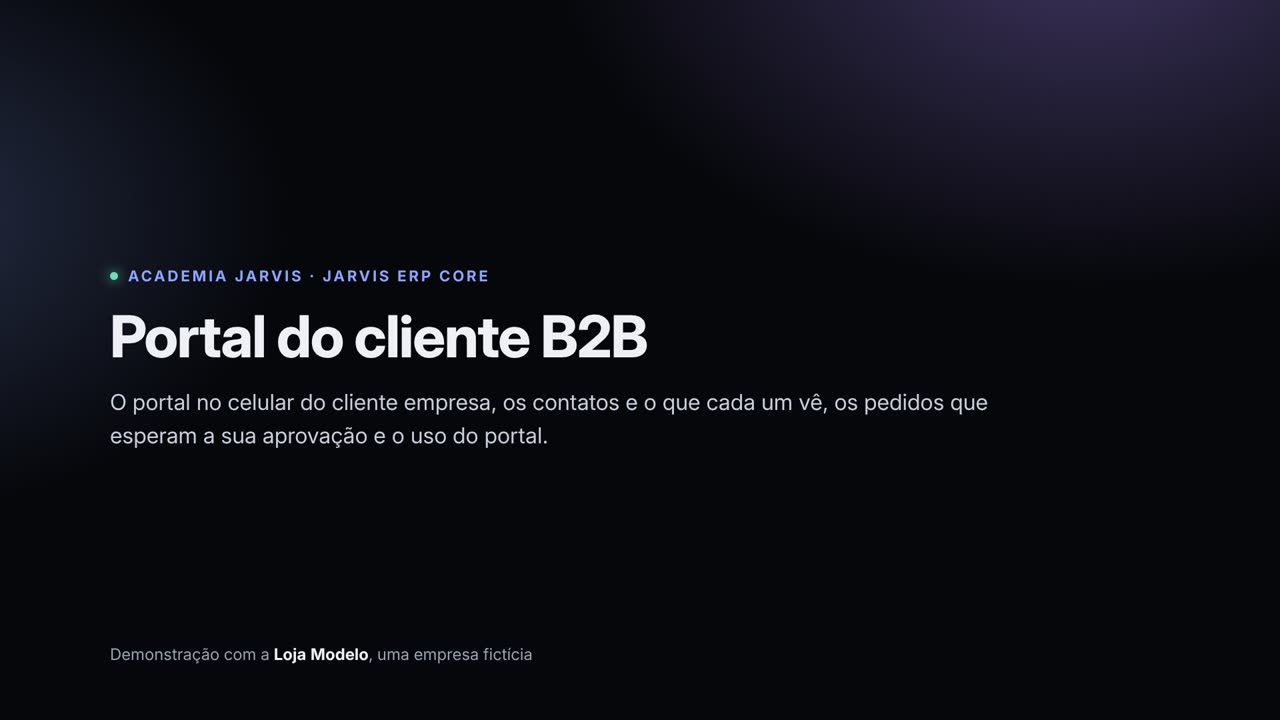 ACADEMIA JARVIS · JARVIS ERP CORE
Portal do cliente B2B
O portal no celular do cliente empresa, os contatos e o que cada um vê, os pedidos que
esperam a sua aprovação e o uso do portal.
Demonstração com a Loja Modelo, uma empresa fictícia